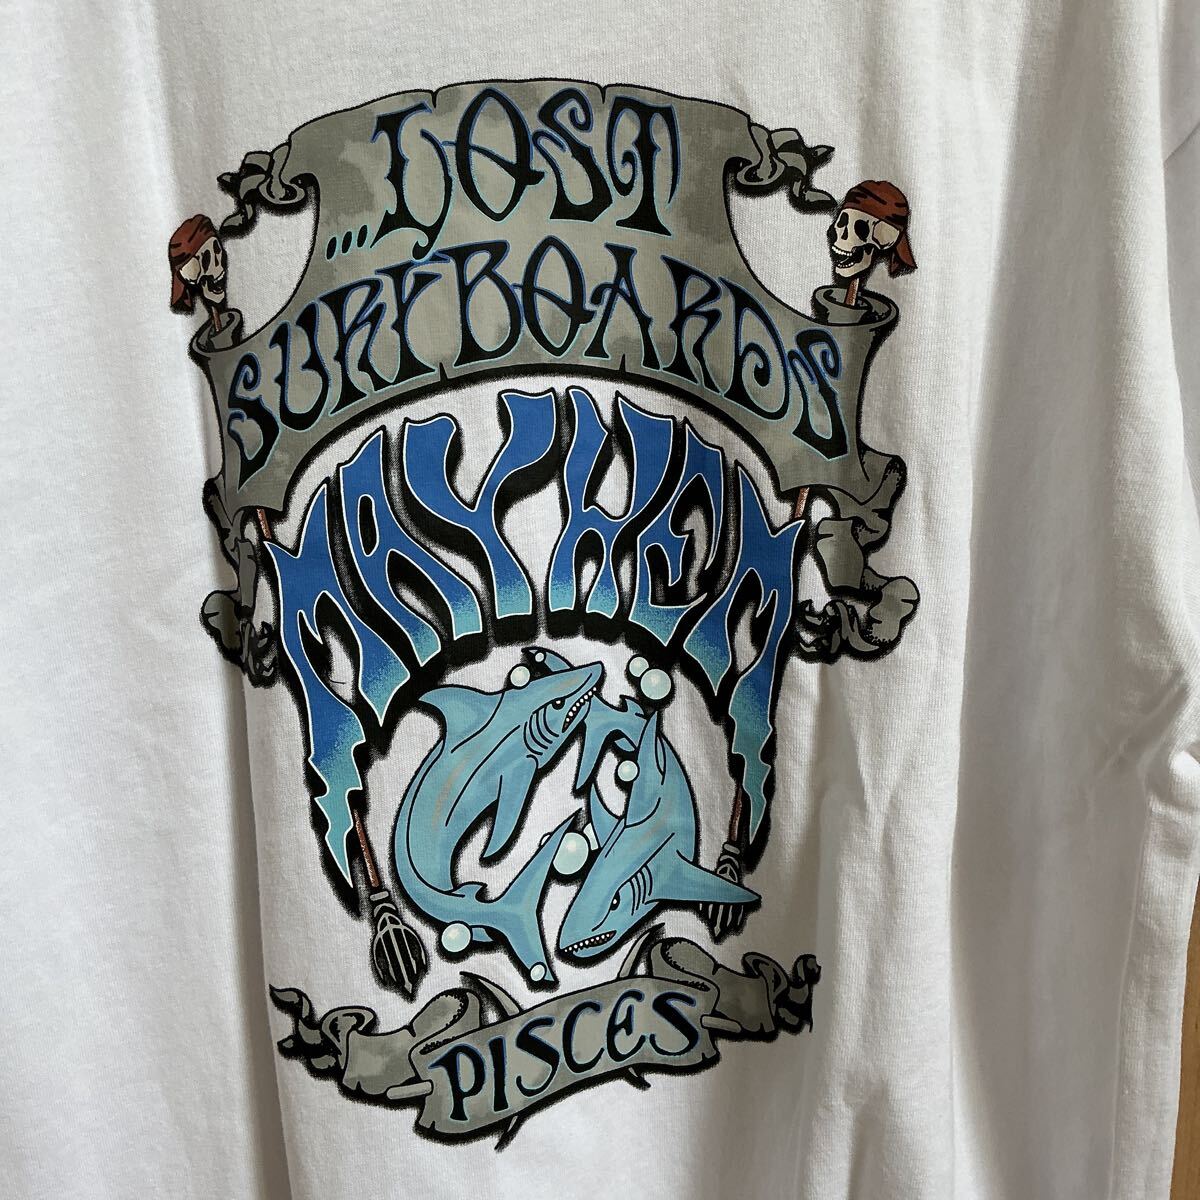 ...LOST
SURFBOARDS
MAYHEM
PISCES